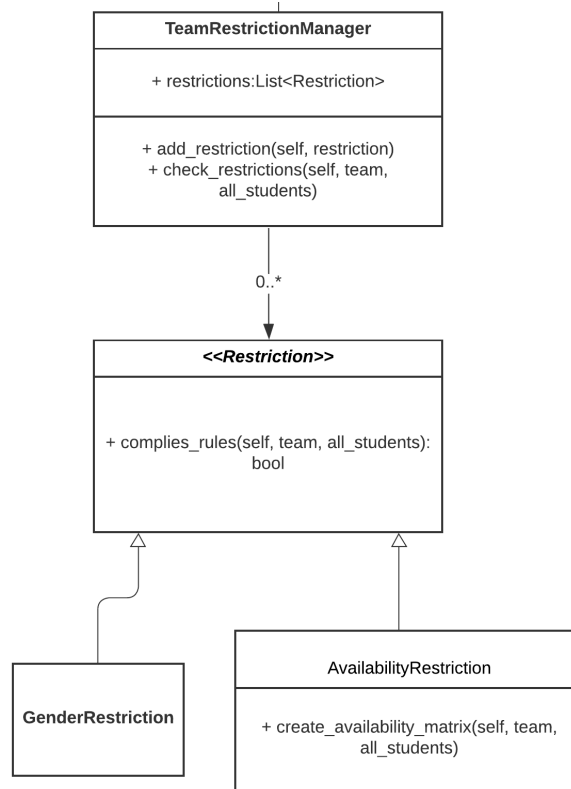 TeamRestrictionManager
+ restrictions:List<Restriction>
+ add_restriction(self, restriction)
+ check_restrictions(self, team,
all_students)
0..*
<<Restriction>>
+ complies_rules(self, team, all_students):
bool
GenderRestriction
AvailabilityRestriction
+ create_availability_matrix(self, team,
all_students)